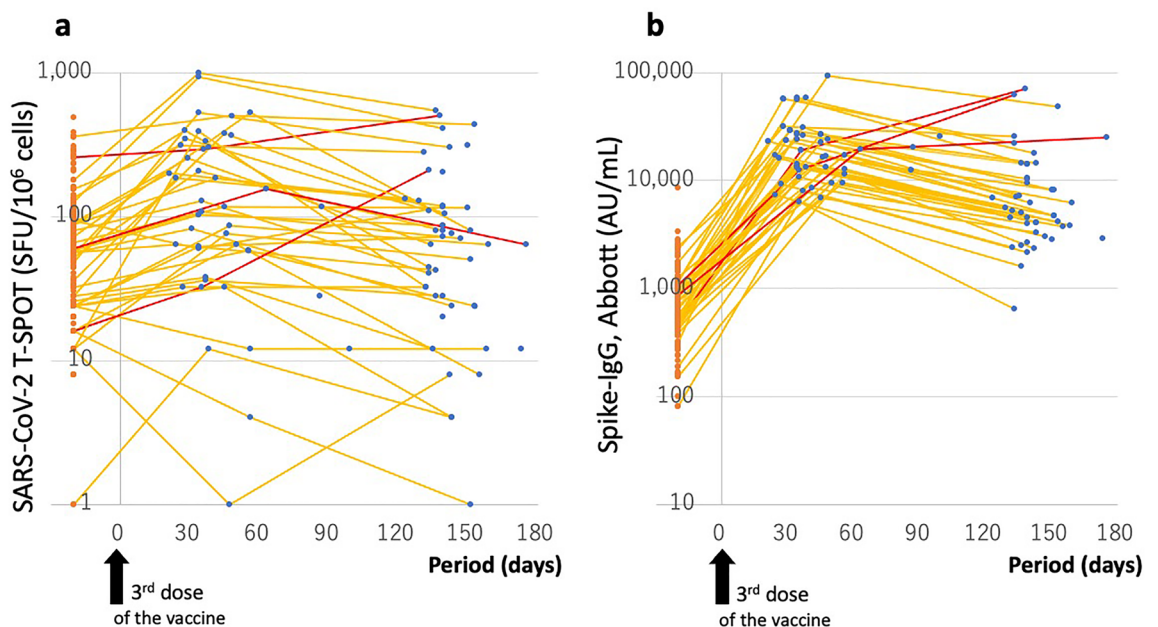 a
SARS-CoV-2 T-SPOT (SFU/10⁶ cells)
1,000
100
10
1
0 30 60 90 120 150 180
Period (days)
3rd dose
of the vaccine
b
Spike-IgG, Abbott (AU/mL)
100,000
10,000
1,000
100
10
0 30 60 90 120 150 180
Period (days)
3rd dose
of the vaccine